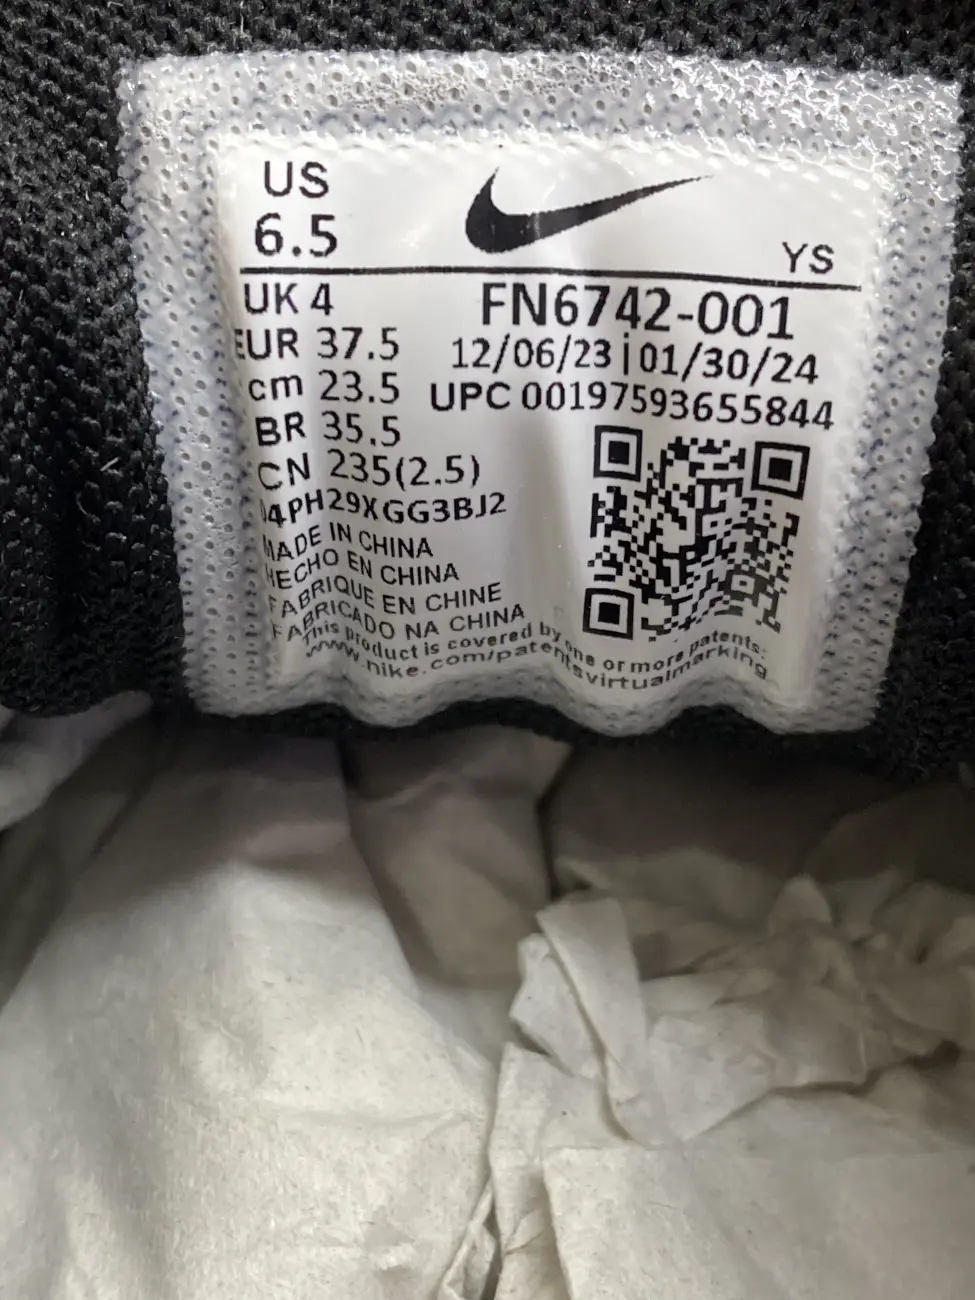 US
6.5
YS
UK 4
FN6742-001
EUR 37.5
12/06/23 | 01/30/24
cm 23.5
UPC 00197593655844
BR 35.5
CN 235(2.5)
04PH29XGG3BJ2
MADE IN CHINA
HECHO EN CHINA
FABRIQUE EN CHINE
FABRICADO NA CHINA
This product is covered by one or more patents:
www.nike.com/patentsvirtualmarking